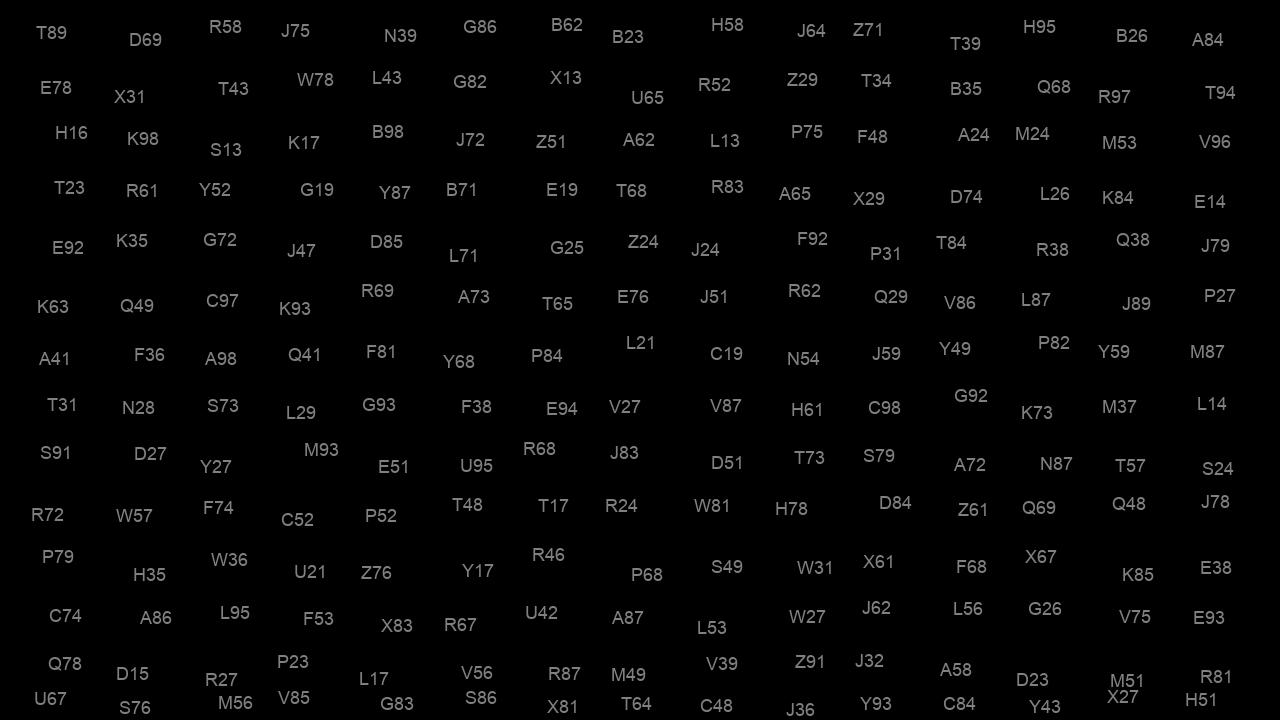 T89 D69 R58 J75 N39 G86 B62 B23 H58 J64 Z71 T39 H95 B26 A84
E78 X31 T43 W78 L43 G82 X13 U65 R52 Z29 T34 B35 Q68 R97 T94
H16 K98 S13 K17 B98 J72 Z51 A62 L13 P75 F48 A24 M24 M53 V96
T23 R61 Y52 G19 Y87 B71 E19 T68 R83 A65 X29 D74 L26 K84 E14
E92 K35 G72 J47 D85 L71 G25 Z24 J24 F92 P31 T84 R38 Q38 J79
K63 Q49 C97 K93 R69 A73 T65 E76 J51 R62 Q29 V86 L87 J89 P27
A41 F36 A98 Q41 F81 Y68 P84 L21 C19 N54 J59 Y49 P82 Y59 M87
T31 N28 S73 L29 G93 F38 E94 V27 V87 H61 C98 G92 K73 M37 L14
S91 D27 Y27 M93 E51 U95 R68 J83 D51 T73 S79 A72 N87 T57 S24
R72 W57 F74 C52 P52 T48 T17 R24 W81 H78 D84 Z61 Q69 Q48 J78
P79 H35 W36 U21 Z76 Y17 R46 P68 S49 W31 X61 F68 X67 K85 E38
C74 A86 L95 F53 X83 R67 U42 A87 L53 W27 J62 L56 G26 V75 E93
Q78 D15 R27 P23 L17 V56 R87 M49 V39 Z91 J32 A58 D23 M51 R81
U67 S76 M56 V85 G83 S86 X81 T64 C48 J36 Y93 C84 Y43 X27 H51